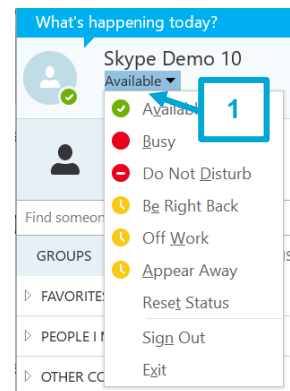 What's happening today?
Skype Demo 10
Available
1
Busy
Do Not Disturb
Be Right Back
Find someon
Off Work
GROUPS
Appear Away
FAVORITE
Reset Status
PEOPLE I
Sign Out
OTHER CO
Exit